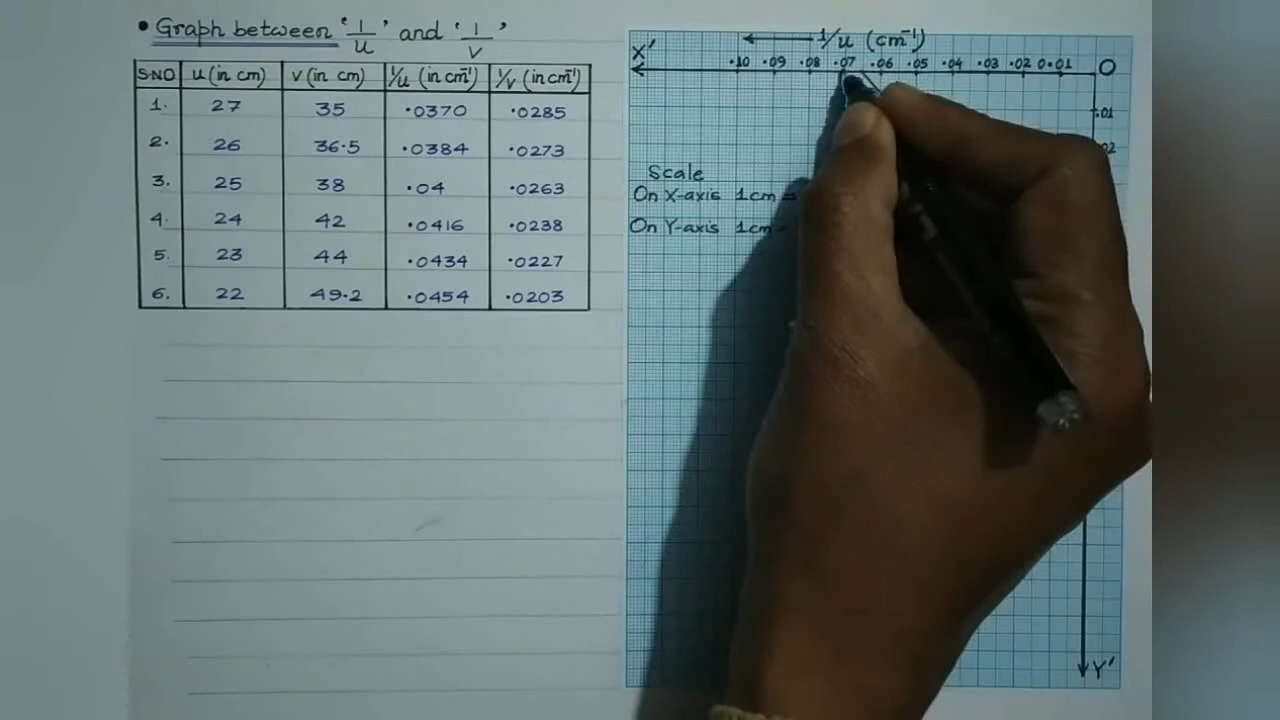 • Graph between '1/u' and '1/v'
S·NO u (in cm) v (in cm) 1/u (in cm⁻¹) 1/v (in cm⁻¹)
1. 27 35 ·0370 ·0285
2. 26 36·5 ·0384 ·0273
3. 25 38 ·04 ·0263
4. 24 42 ·0416 ·0238
5. 23 44 ·0434 ·0227
6. 22 49·2 ·0454 ·0203
1/u (cm⁻¹)
X'
·10 ·09 ·08 ·07 ·06 ·05 ·04 ·03 ·02 0·01 O
·01
Scale
On X-axis 1cm =
On Y-axis 1cm
Y'